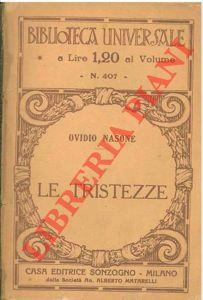 BIBLIOTECA UNIVERSALE
a Lire 1,20 al Volume
- N. 407 -
OVIDIO NASONE
LE TRISTEZZE
LIBRERIA PIANI
CASA EDITRICE SONZOGNO - MILANO
della Società An. ALBERTO MATARELLI